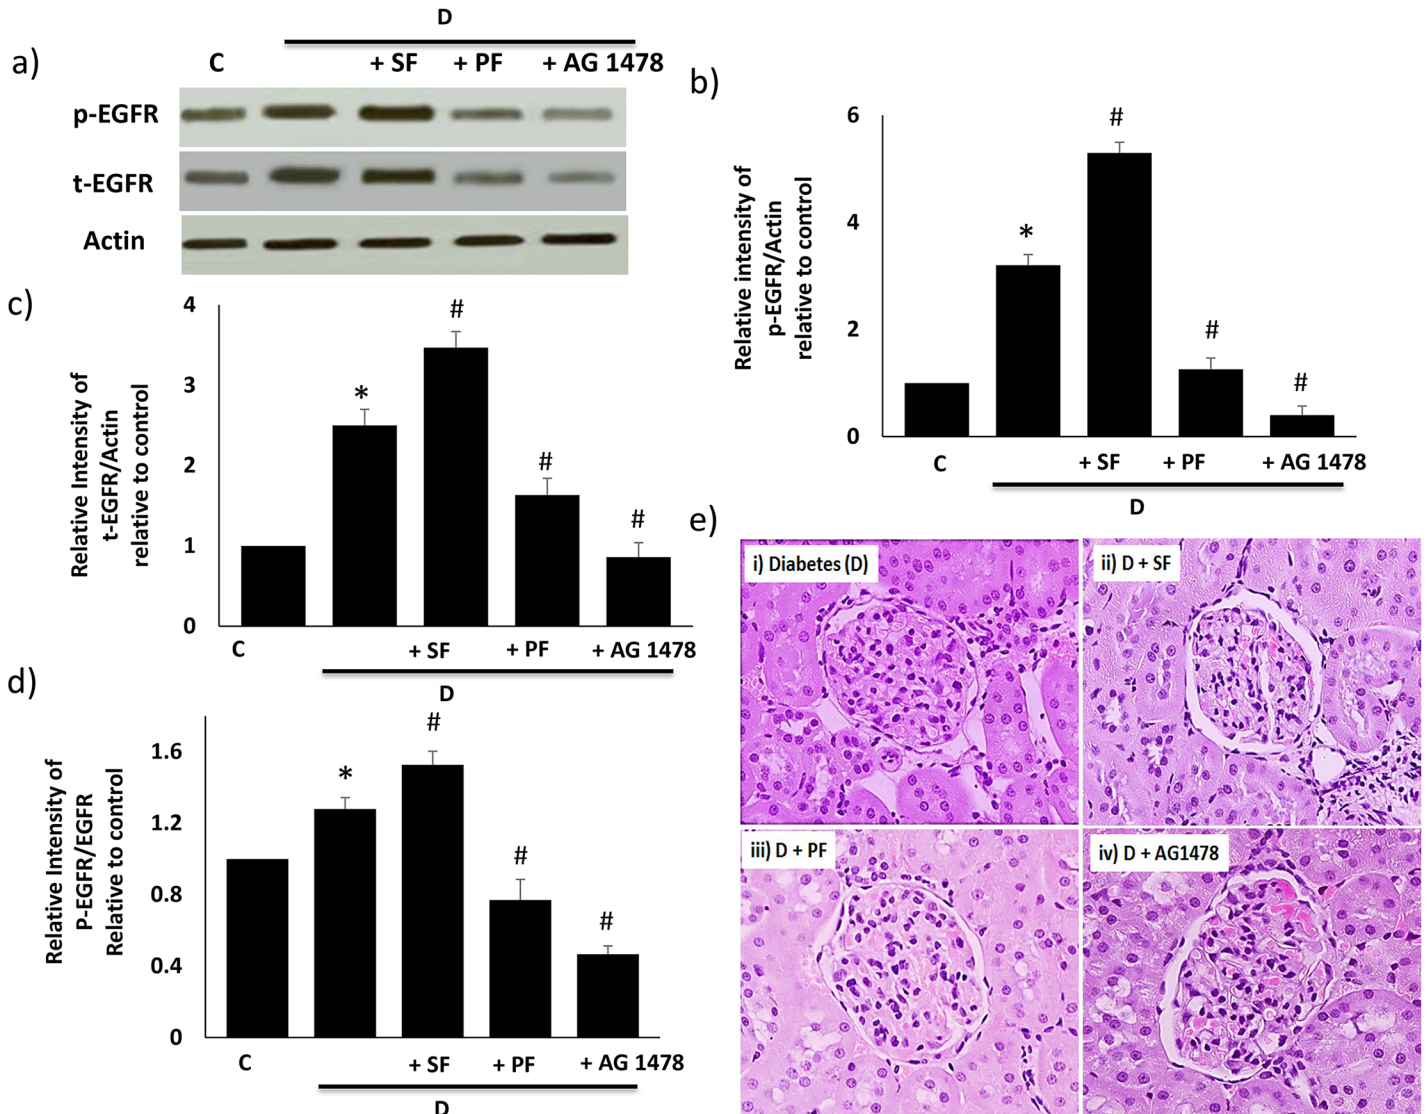 a)
D
C
+ SF
+ PF
+ AG 1478
p-EGFR
t-EGFR
Actin
b)
Relative intensity of
p-EGFR/Actin
relative to control
6
4
2
0
*
#
#
#
C
+ SF
+ PF
+ AG 1478
D
c)
Relative Intensity of
t-EGFR/Actin
relative to control
4
3
2
1
0
*
#
#
#
C
+ SF
+ PF
+ AG 1478
D
d)
Relative Intensity of
P-EGFR/EGFR
Relative to control
1.6
1.2
0.8
0.4
0
*
#
#
#
C
+ SF
+ PF
+ AG 1478
D
e)
i) Diabetes (D)
ii) D + SF
iii) D + PF
iv) D + AG1478